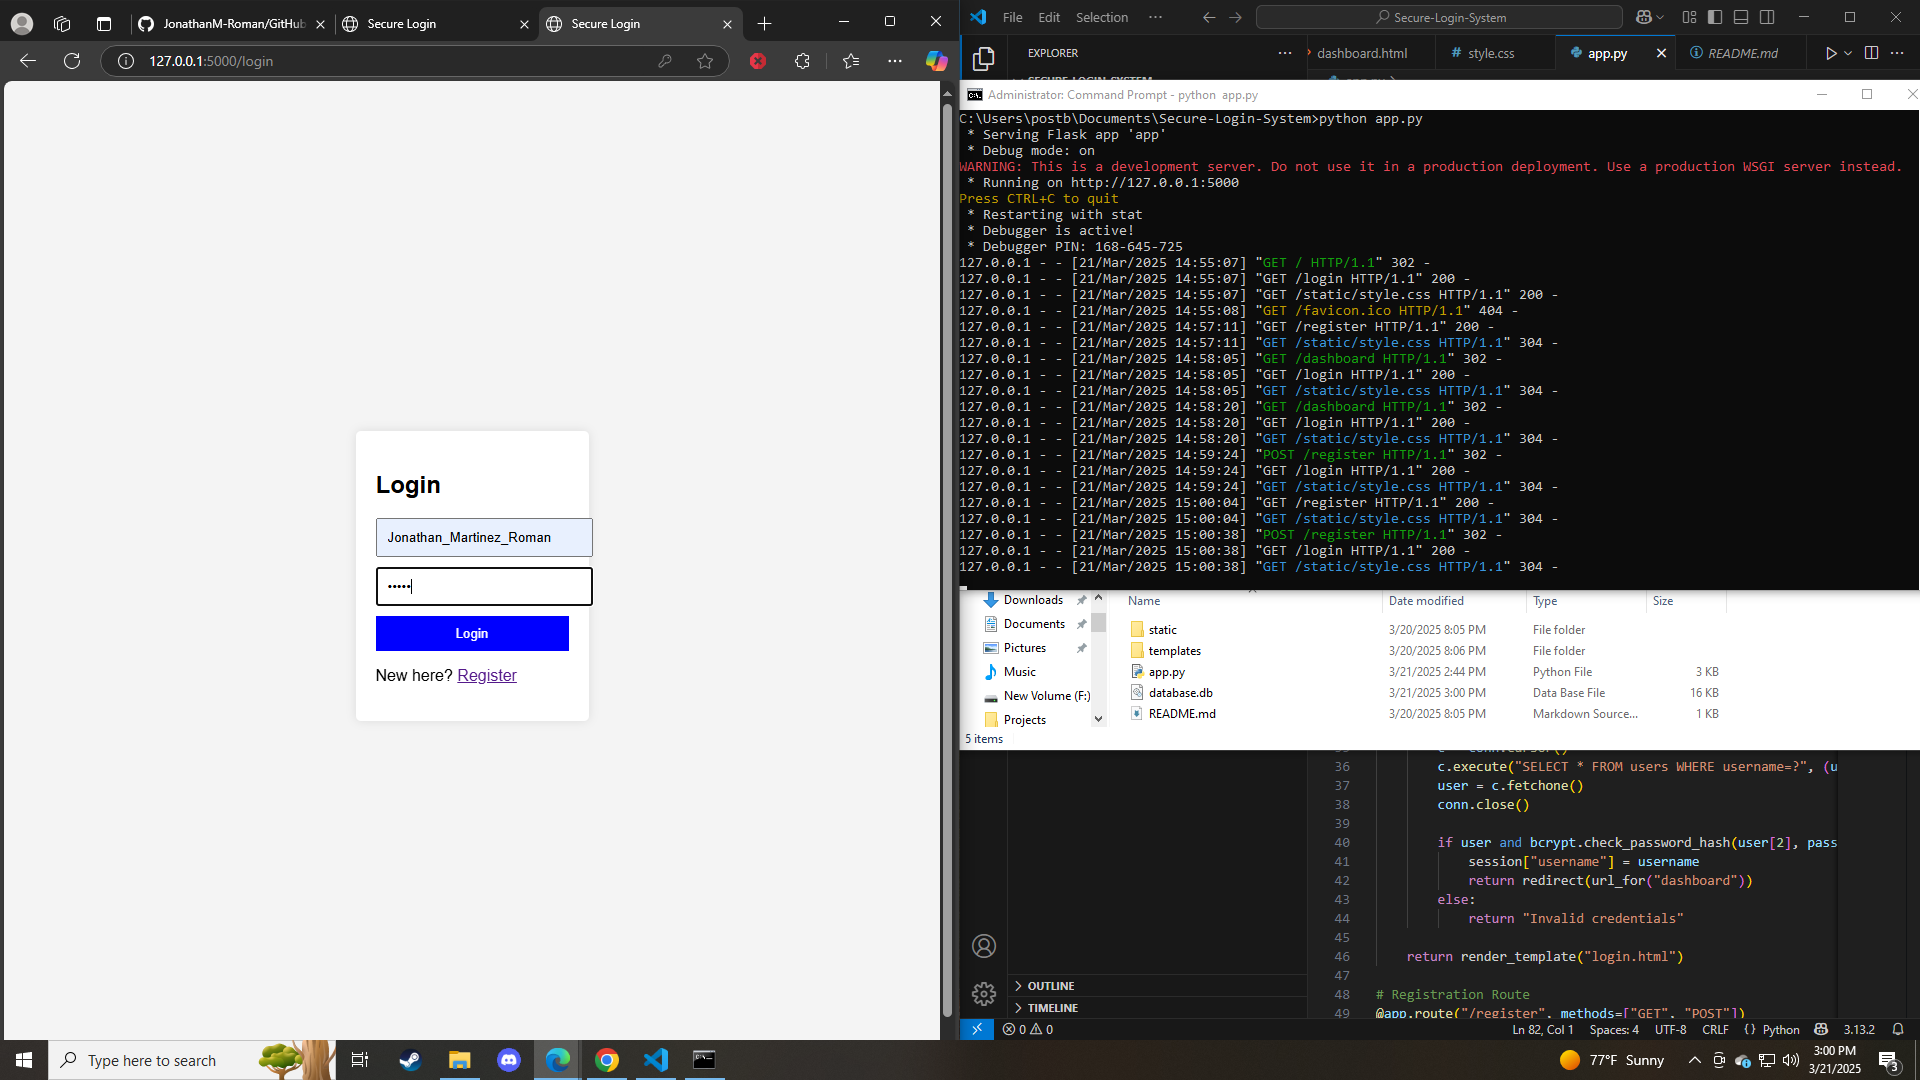 JonathanM-Roman/GitHub
Secure Login
Secure Login
127.0.0.1:5000/login
Login
Jonathan_Martinez_Roman
•••••
Login
New here? Register
File Edit Selection ···
Secure-Login-System
EXPLORER
dashboard.html
# style.css
app.py
README.md
SECURE-LOGIN-SYSTEM
Administrator: Command Prompt - python app.py
C:\Users\postb\Documents\Secure-Login-System>python app.py
* Serving Flask app 'app'
* Debug mode: on
WARNING: This is a development server. Do not use it in a production deployment. Use a production WSGI server instead.
* Running on http://127.0.0.1:5000
Press CTRL+C to quit
* Restarting with stat
* Debugger is active!
* Debugger PIN: 168-645-725
127.0.0.1 - - [21/Mar/2025 14:55:07] "GET / HTTP/1.1" 302 -
127.0.0.1 - - [21/Mar/2025 14:55:07] "GET /login HTTP/1.1" 200 -
127.0.0.1 - - [21/Mar/2025 14:55:07] "GET /static/style.css HTTP/1.1" 200 -
127.0.0.1 - - [21/Mar/2025 14:55:08] "GET /favicon.ico HTTP/1.1" 404 -
127.0.0.1 - - [21/Mar/2025 14:57:11] "GET /register HTTP/1.1" 200 -
127.0.0.1 - - [21/Mar/2025 14:57:11] "GET /static/style.css HTTP/1.1" 304 -
127.0.0.1 - - [21/Mar/2025 14:58:05] "GET /dashboard HTTP/1.1" 302 -
127.0.0.1 - - [21/Mar/2025 14:58:05] "GET /login HTTP/1.1" 200 -
127.0.0.1 - - [21/Mar/2025 14:58:05] "GET /static/style.css HTTP/1.1" 304 -
127.0.0.1 - - [21/Mar/2025 14:58:20] "GET /dashboard HTTP/1.1" 302 -
127.0.0.1 - - [21/Mar/2025 14:58:20] "GET /login HTTP/1.1" 200 -
127.0.0.1 - - [21/Mar/2025 14:58:20] "GET /static/style.css HTTP/1.1" 304 -
127.0.0.1 - - [21/Mar/2025 14:59:24] "POST /register HTTP/1.1" 302 -
127.0.0.1 - - [21/Mar/2025 14:59:24] "GET /login HTTP/1.1" 200 -
127.0.0.1 - - [21/Mar/2025 14:59:24] "GET /static/style.css HTTP/1.1" 304 -
127.0.0.1 - - [21/Mar/2025 15:00:04] "GET /register HTTP/1.1" 200 -
127.0.0.1 - - [21/Mar/2025 15:00:04] "GET /static/style.css HTTP/1.1" 304 -
127.0.0.1 - - [21/Mar/2025 15:00:38] "POST /register HTTP/1.1" 302 -
127.0.0.1 - - [21/Mar/2025 15:00:38] "GET /login HTTP/1.1" 200 -
127.0.0.1 - - [21/Mar/2025 15:00:38] "GET /static/style.css HTTP/1.1" 304 -
Downloads
Documents
Pictures
Music
New Volume (F:)
Projects
5 items
Name Date modified Type Size
static 3/20/2025 8:05 PM File folder
templates 3/20/2025 8:06 PM File folder
app.py 3/21/2025 2:44 PM Python File 3 KB
database.db 3/21/2025 3:00 PM Data Base File 16 KB
README.md 3/20/2025 8:05 PM Markdown Source... 1 KB
36 c.execute("SELECT * FROM users WHERE username=?", (u
37 user = c.fetchone()
38 conn.close()
39
40 if user and bcrypt.check_password_hash(user[2], pass
41 session["username"] = username
42 return redirect(url_for("dashboard"))
43 else:
44 return "Invalid credentials"
45
46 return render_template("login.html")
47
48 # Registration Route
49 @app.route("/register", methods=["GET", "POST"])
OUTLINE
TIMELINE
0 0
Ln 82, Col 1 Spaces: 4 UTF-8 CRLF {} Python 3.13.2
Type here to search
77°F Sunny
3:00 PM
3/21/2025
3